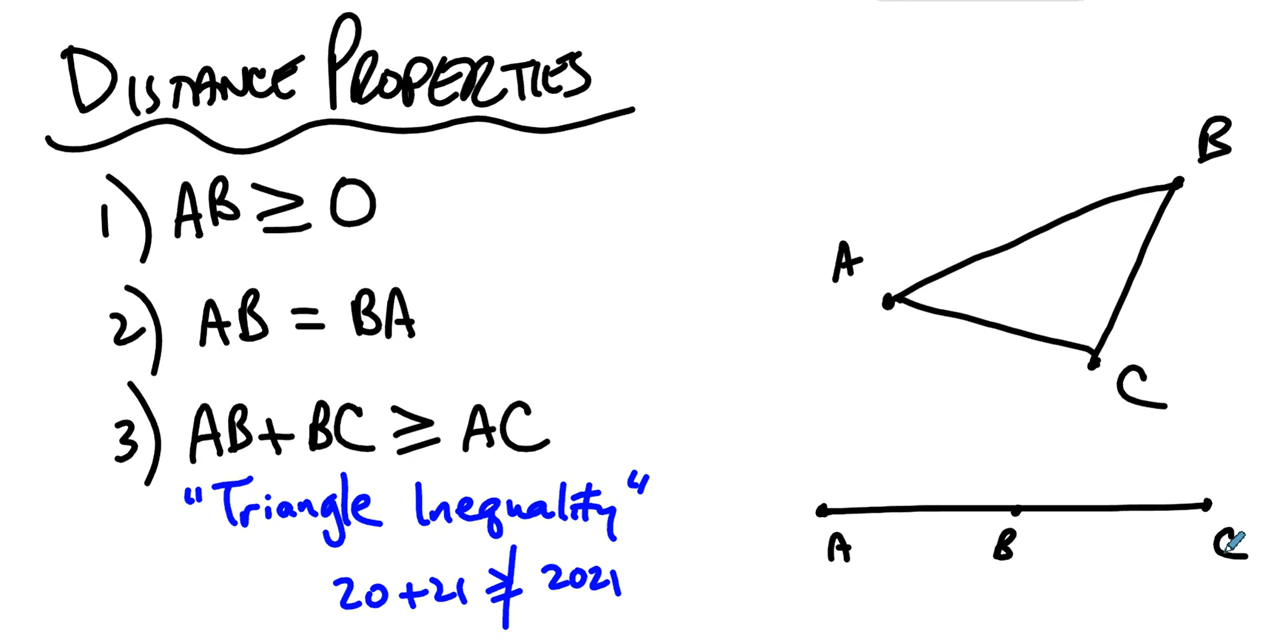 DISTANCE PROPERTIES
1) AB ≥ 0
2) AB = BA
3) AB + BC ≥ AC
"Triangle Inequality"
20 + 21 ≱ 2021
B
A
C
A B C